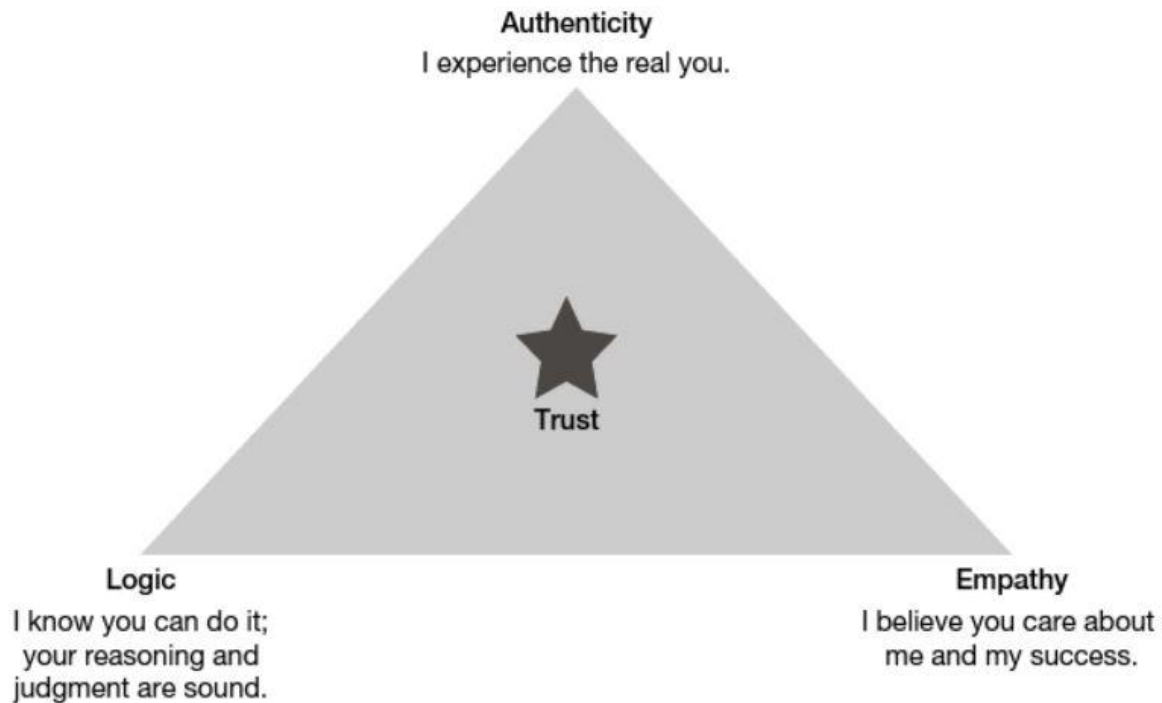 Authenticity
I experience the real you.
Trust
Logic
I know you can do it;
your reasoning and
judgment are sound.
Empathy
I believe you care about
me and my success.